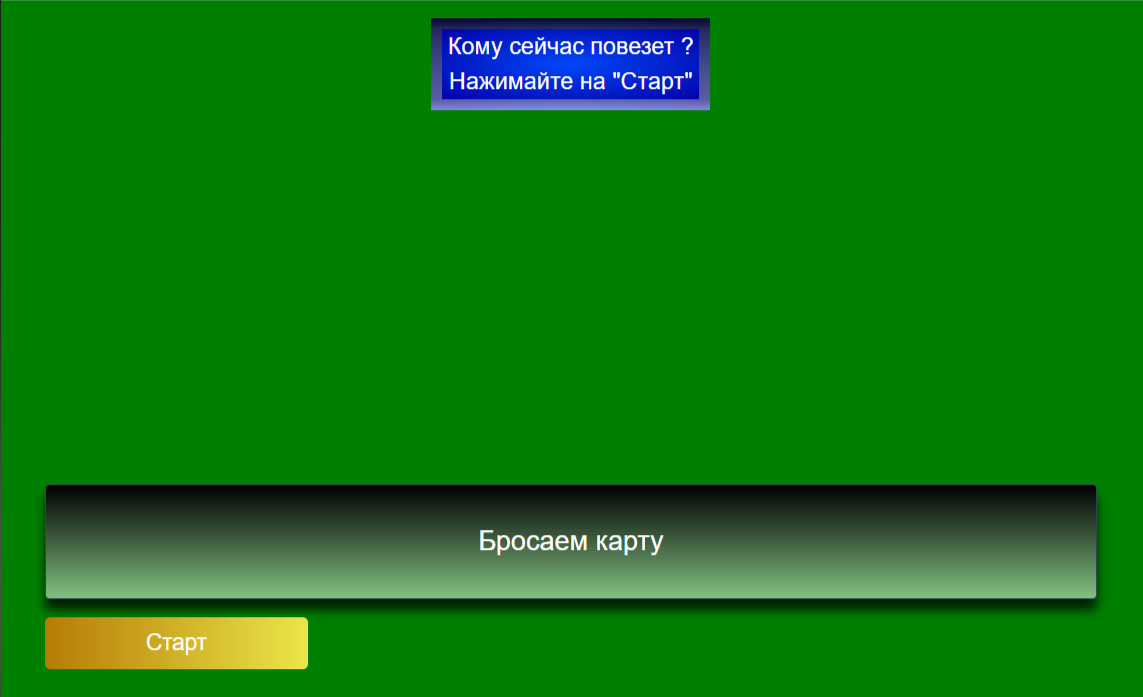 Кому сейчас повезет ?
Нажимайте на "Старт"
Бросаем карту
Старт